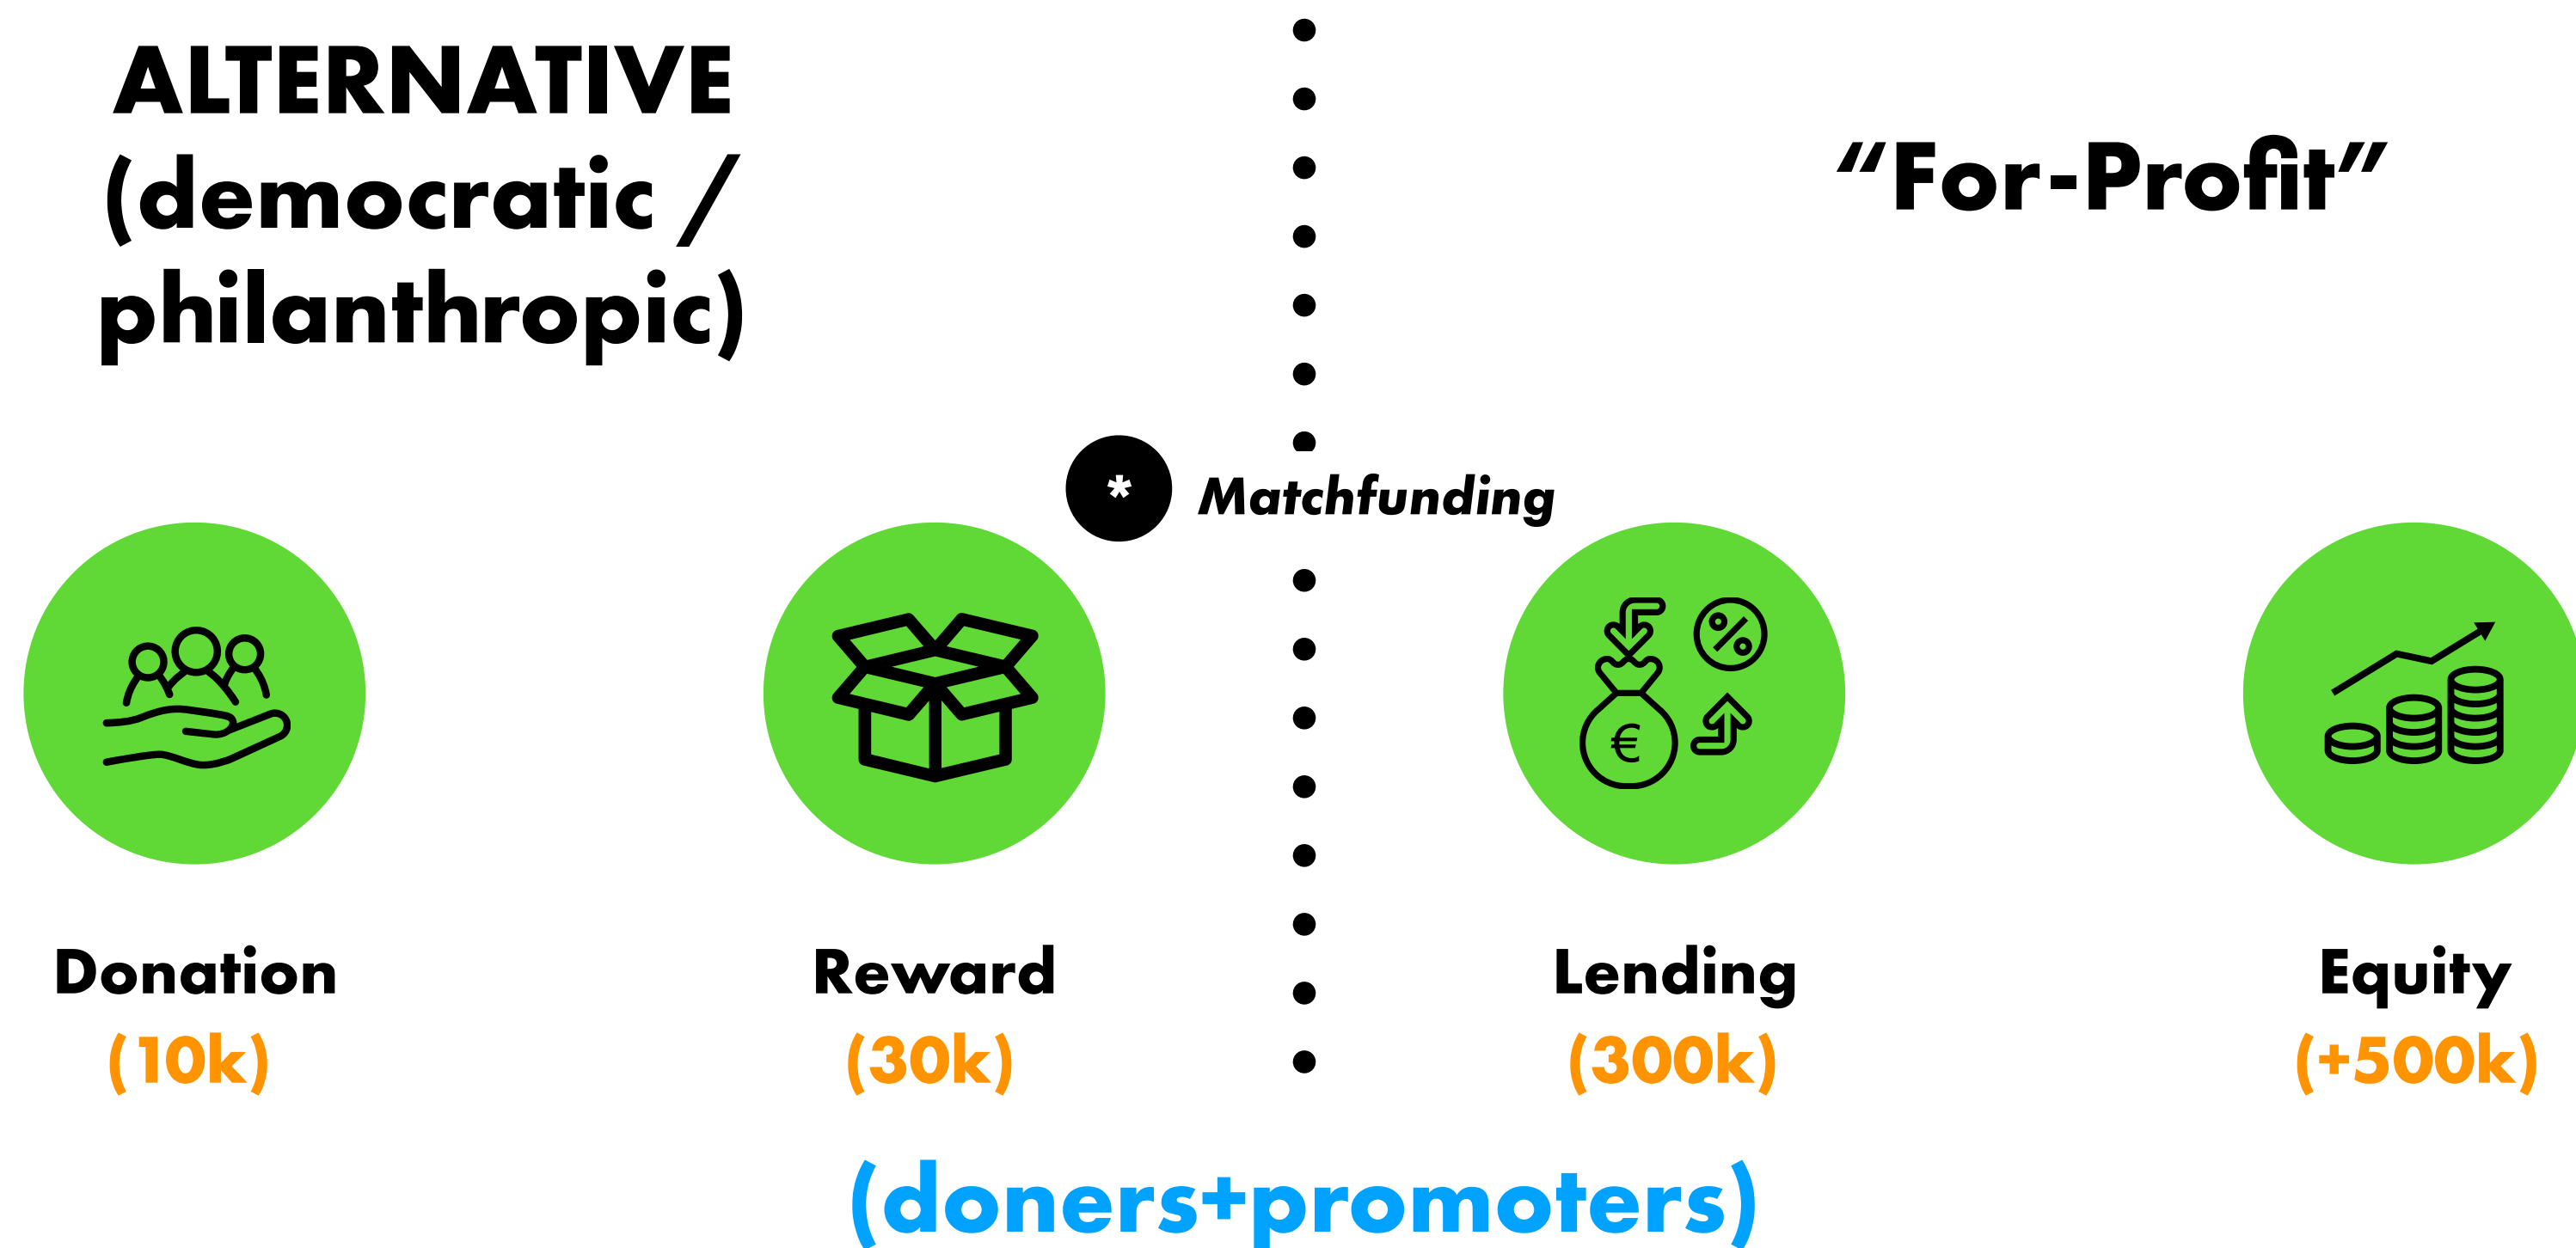 ALTERNATIVE
(democratic /
philanthropic)
“For-Profit”
* Matchfunding
%
€
Donation
(10k)
Reward
(30k)
Lending
(300k)
Equity
(+500k)
(doners+promoters)